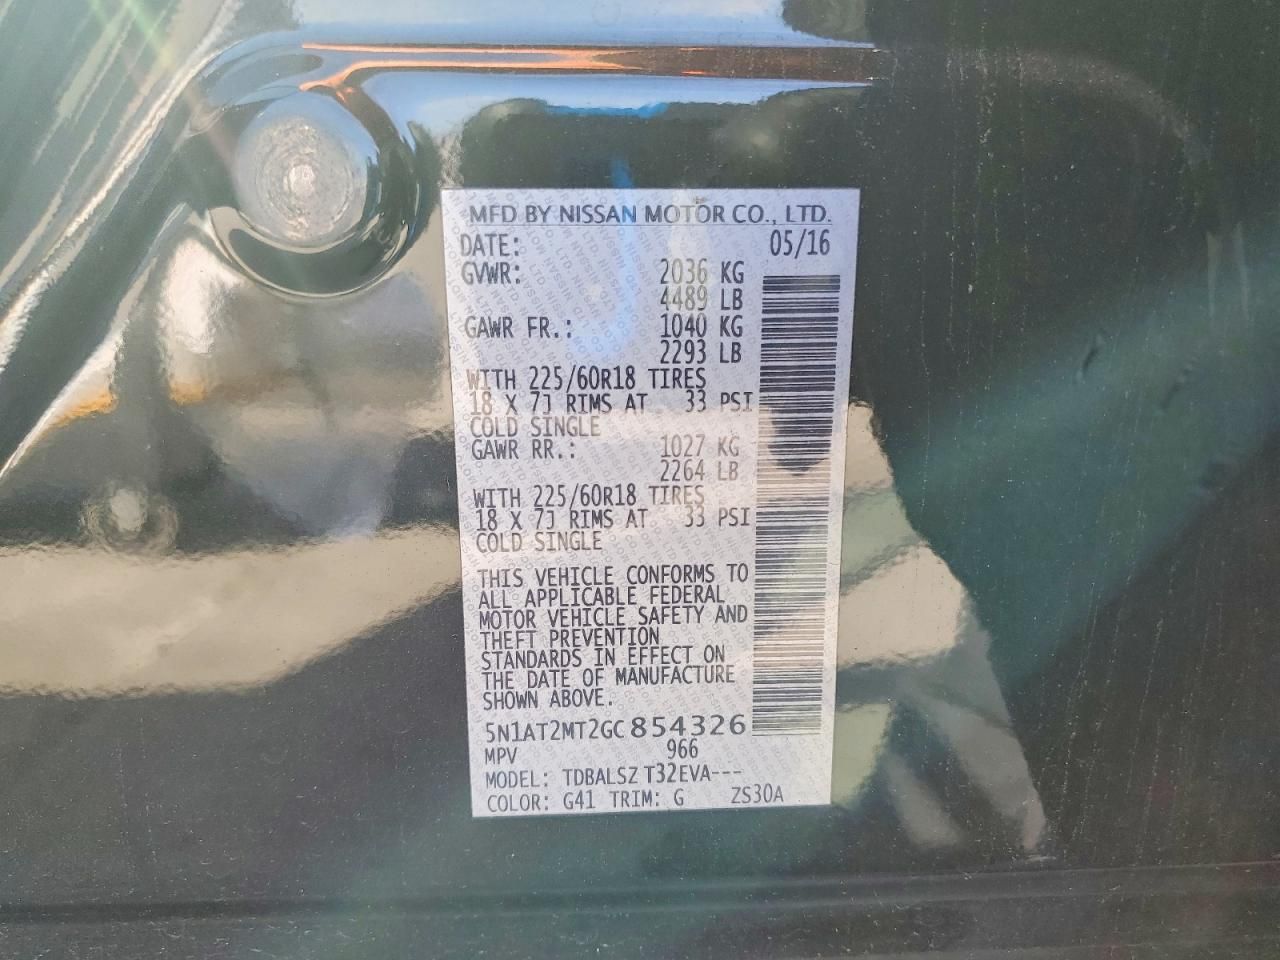 MFD BY NISSAN MOTOR CO., LTD.
DATE: 05/16
GVWR: 2036 KG
4489 LB
GAWR FR.: 1040 KG
2293 LB
WITH 225/60R18 TIRES
18 X 7J RIMS AT 33 PSI
COLD SINGLE
GAWR RR.: 1027 KG
2264 LB
WITH 225/60R18 TIRES
18 X 7J RIMS AT 33 PSI
COLD SINGLE
THIS VEHICLE CONFORMS TO
ALL APPLICABLE FEDERAL
MOTOR VEHICLE SAFETY AND
THEFT PREVENTION
STANDARDS IN EFFECT ON
THE DATE OF MANUFACTURE
SHOWN ABOVE.
5N1AT2MT2GC854326
MPV 966
MODEL: TDBALSZ T32EVA---
COLOR: G41 TRIM: G ZS30A